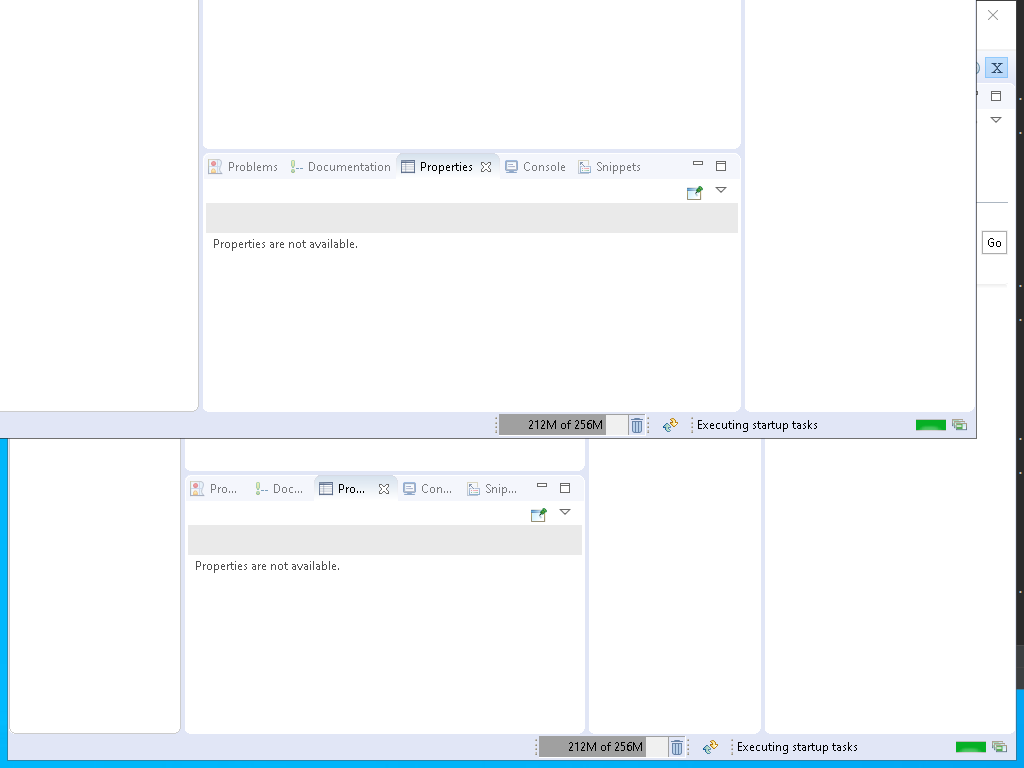 X
Problems Documentation Properties Console Snippets
Properties are not available.
Go
212M of 256M Executing startup tasks
Pro... Doc... Pro... Con... Snip...
Properties are not available.
212M of 256M Executing startup tasks